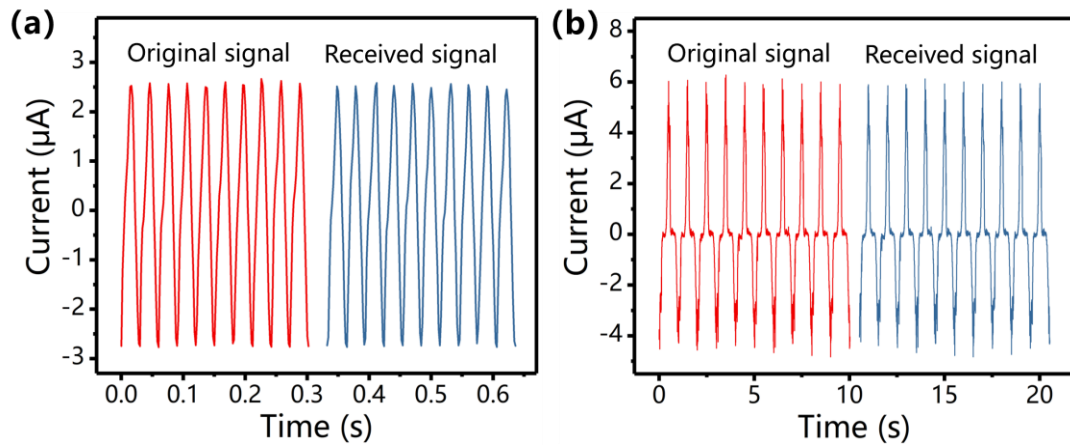 (a)
Original signal Received signal
3
2
1
0
-1
-2
-3
Current (μA)
0.0 0.1 0.2 0.3 0.4 0.5 0.6
Time (s)
(b)
Original signal Received signal
8
6
4
2
0
-2
-4
Current (μA)
0 5 10 15 20
Time (s)